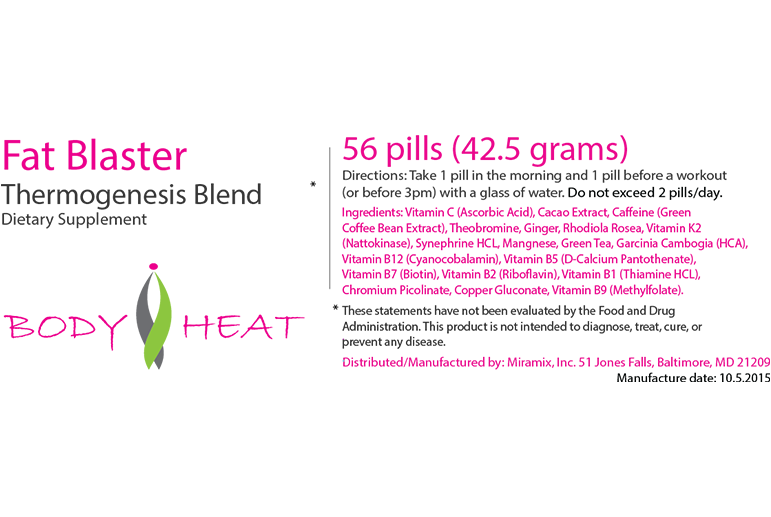 Fat Blaster
Thermogenesis Blend *
Dietary Supplement
BODY HEAT
56 pills (42.5 grams)
Directions: Take 1 pill in the morning and 1 pill before a workout
(or before 3pm) with a glass of water. Do not exceed 2 pills/day.
Ingredients: Vitamin C (Ascorbic Acid), Cacao Extract, Caffeine (Green
Coffee Bean Extract), Theobromine, Ginger, Rhodiola Rosea, Vitamin K2
(Nattokinase), Synephrine HCL, Mangnese, Green Tea, Garcinia Cambogia (HCA),
Vitamin B12 (Cyanocobalamin), Vitamin B5 (D-Calcium Pantothenate),
Vitamin B7 (Biotin), Vitamin B2 (Riboflavin), Vitamin B1 (Thiamine HCL),
Chromium Picolinate, Copper Gluconate, Vitamin B9 (Methylfolate).
* These statements have not been evaluated by the Food and Drug
Administration. This product is not intended to diagnose, treat, cure, or
prevent any disease.
Distributed/Manufactured by: Miramix, Inc. 51 Jones Falls, Baltimore, MD 21209
Manufacture date: 10.5.2015